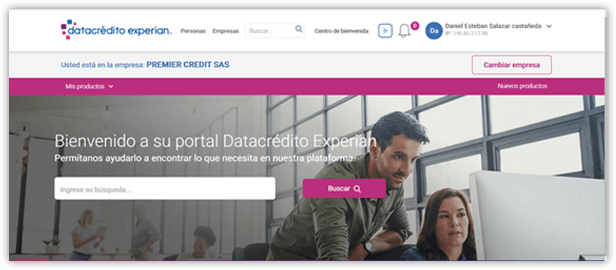 datacrédito experian.
Personas Empresas Buscar... Centro de bienvenida 0 Da Daniel Esteban Salazar castañeda
IP: 190.85.213.98
Usted está en la empresa: PREMIER CREDIT SAS Cambiar empresa
Mis productos Nuevos productos
Bienvenido a su portal Datacrédito Experian
Permítanos ayudarlo a encontrar lo que necesita en nuestra plataforma.
Ingrese su búsqueda... Buscar